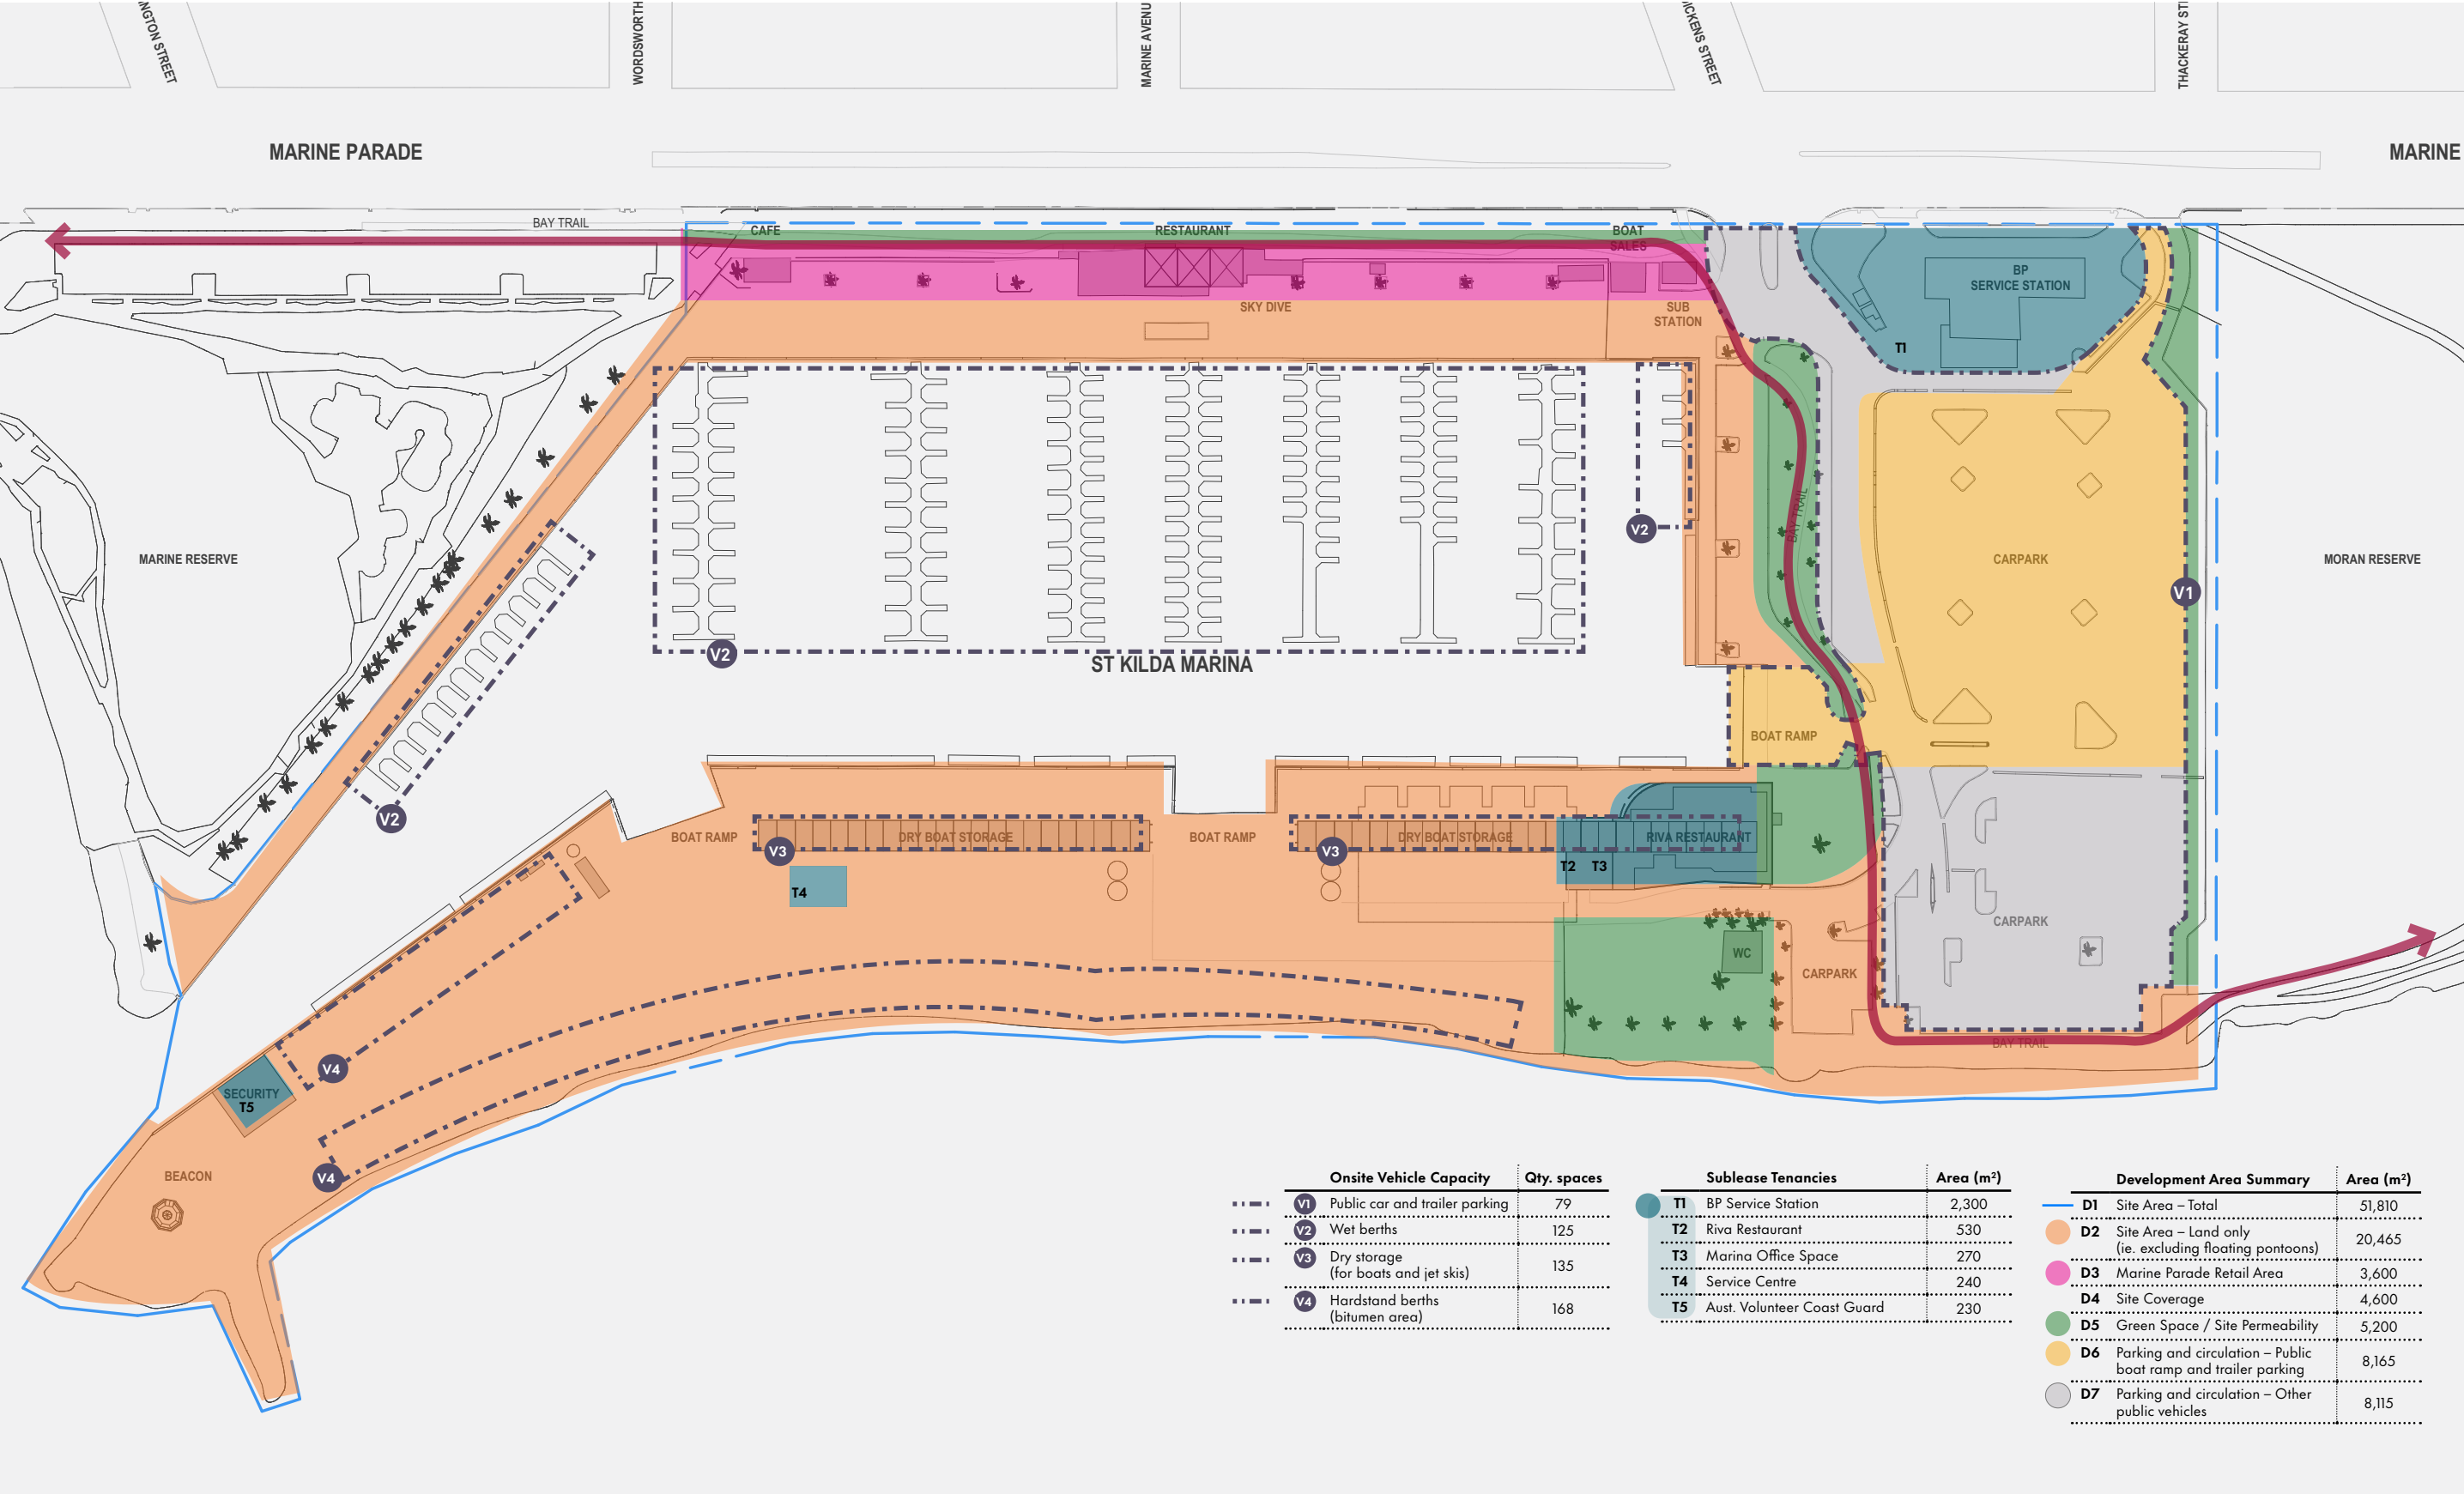 NGTON STREET
WORDSWORTH
MARINE AVENU
ICKENS STREET
THACKERAY ST
MARINE PARADE
MARINE
BAY TRAIL
CAFE
RESTAURANT
BOAT
SALES
BP
SERVICE STATION
SKY DIVE
SUB
STATION
T1
BAY TRAIL
V2
MARINE RESERVE
CARPARK
MORAN RESERVE
V1
V2
ST KILDA MARINA
BOAT RAMP
V2
BOAT RAMP
DRY BOAT STORAGE
BOAT RAMP
DRY BOAT STORAGE
RIVA RESTAURANT
V3
V3
T2
T3
T4
CARPARK
WC
CARPARK
BAY TRAIL
V4
SECURITY
T5
BEACON
V4
Onsite Vehicle Capacity Qty. spaces
V1 Public car and trailer parking 79
V2 Wet berths 125
V3 Dry storage
(for boats and jet skis) 135
V4 Hardstand berths
(bitumen area) 168
Sublease Tenancies Area (m²)
T1 BP Service Station 2,300
T2 Riva Restaurant 530
T3 Marina Office Space 270
T4 Service Centre 240
T5 Aust. Volunteer Coast Guard 230
Development Area Summary Area (m²)
D1 Site Area – Total 51,810
D2 Site Area – Land only
(ie. excluding floating pontoons) 20,465
D3 Marine Parade Retail Area 3,600
D4 Site Coverage 4,600
D5 Green Space / Site Permeability 5,200
D6 Parking and circulation – Public
boat ramp and trailer parking 8,165
D7 Parking and circulation – Other
public vehicles 8,115